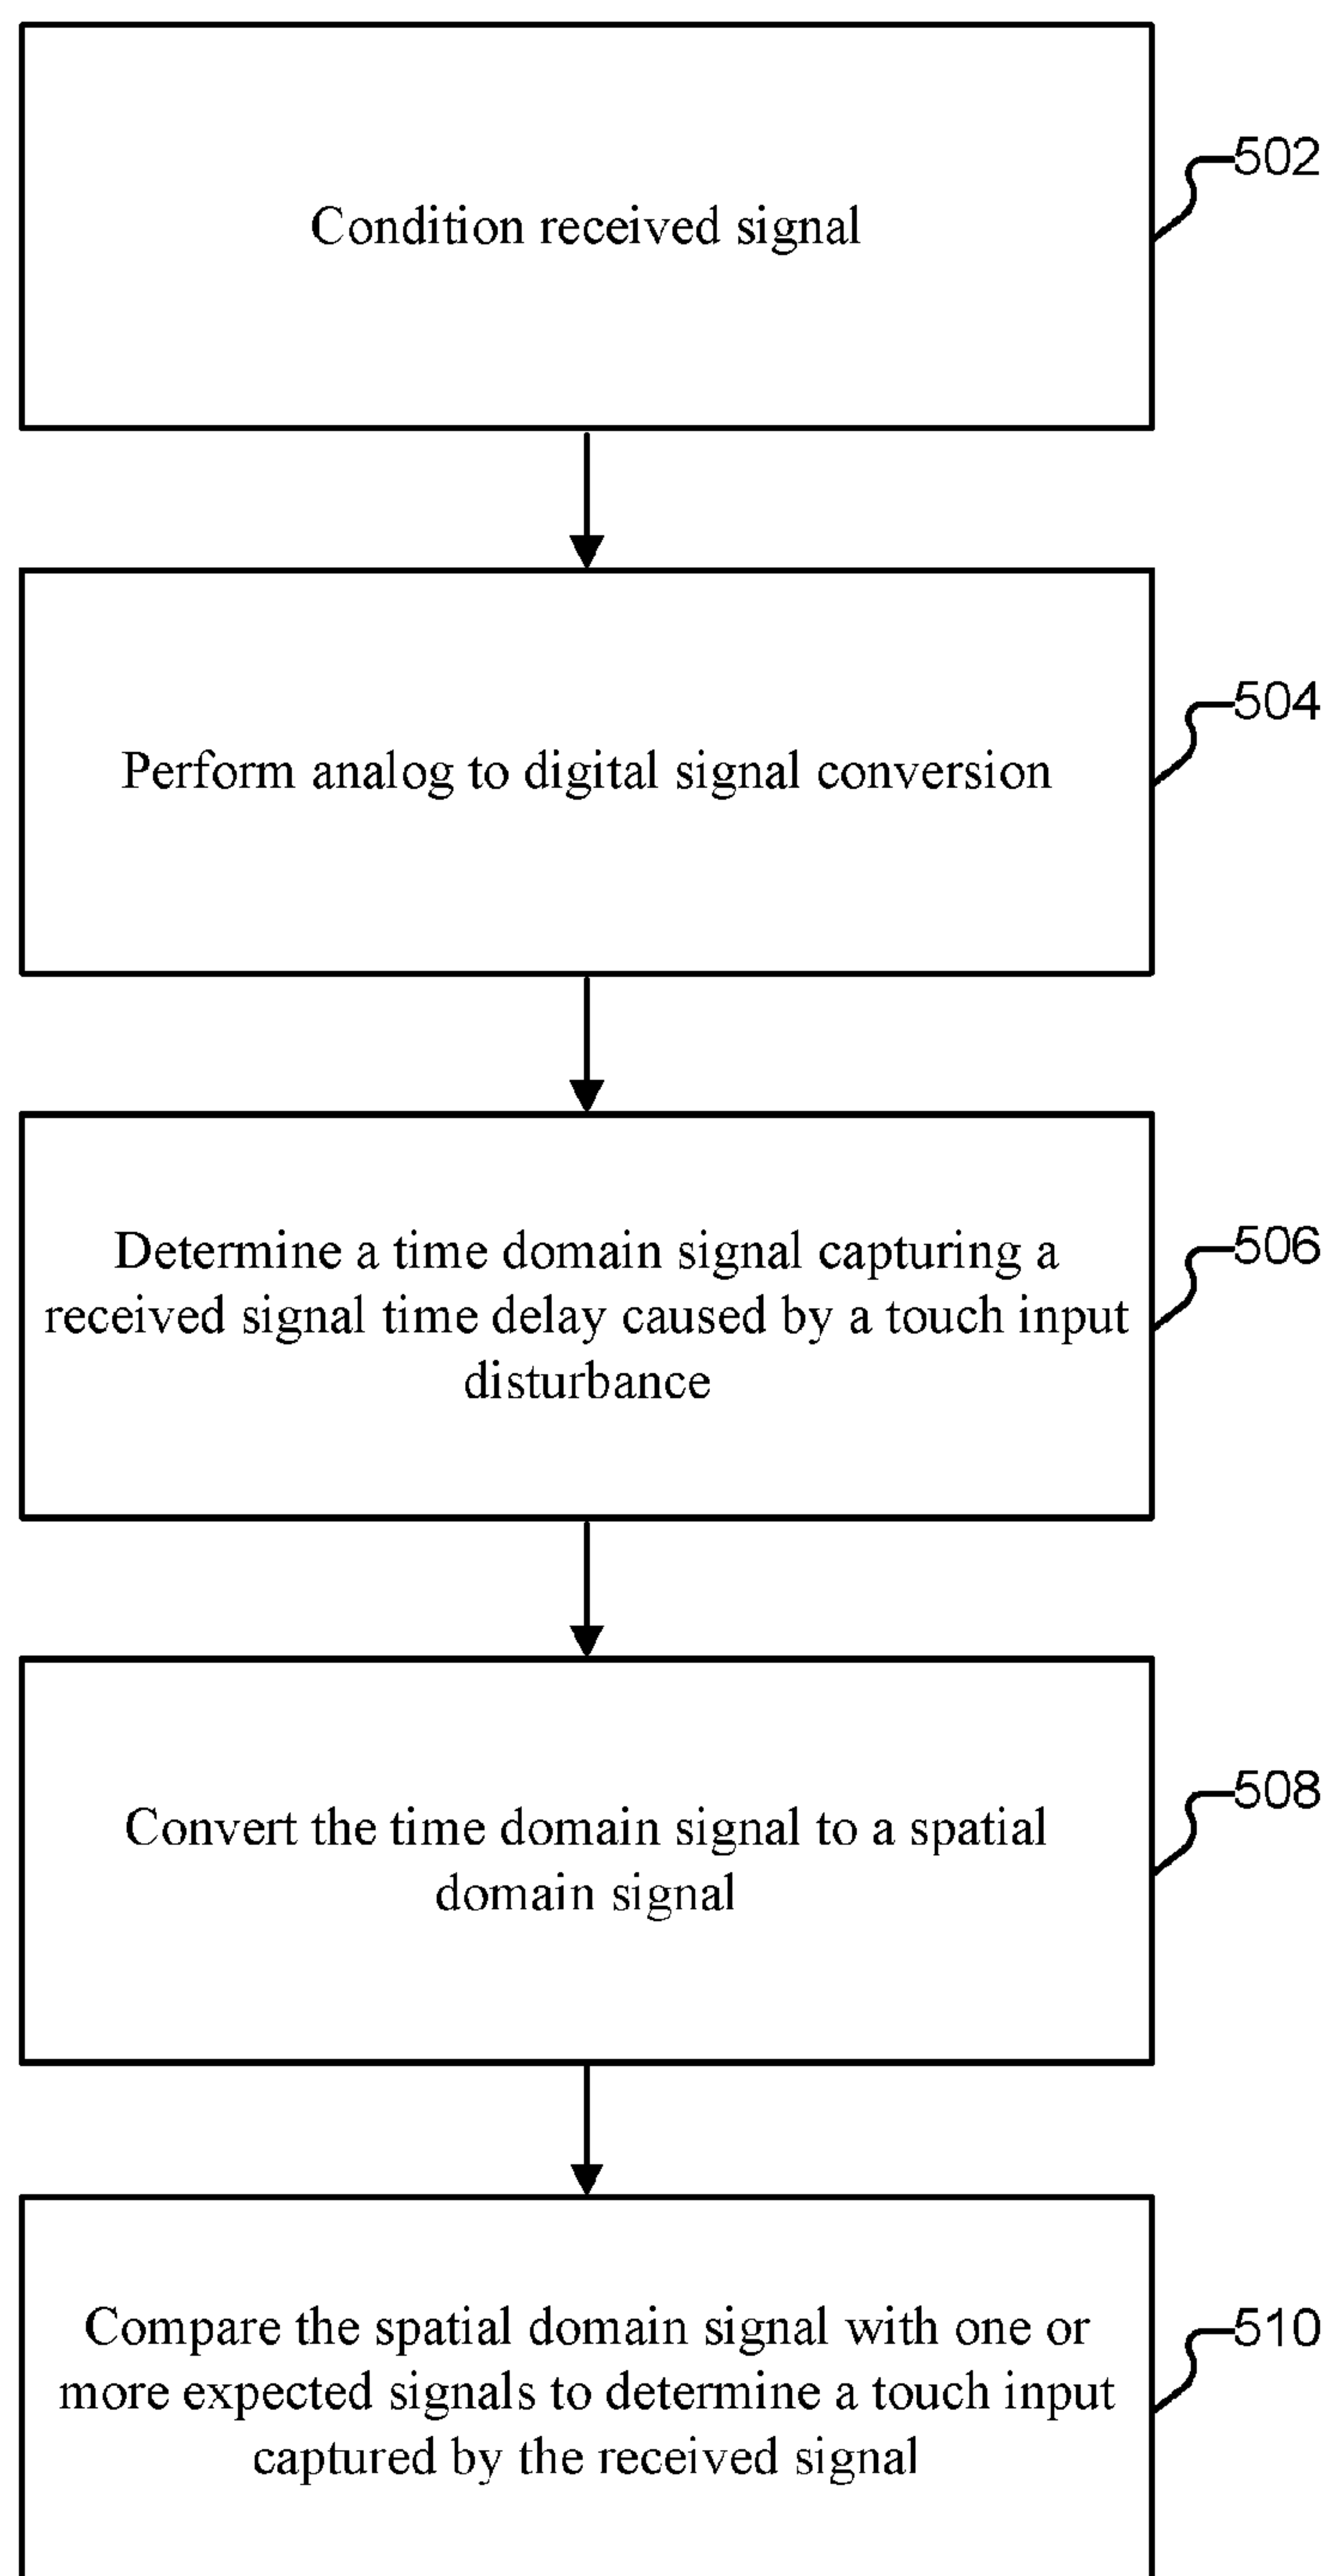 Condition received signal
502
Perform analog to digital signal conversion
504
Determine a time domain signal capturing a
received signal time delay caused by a touch input
disturbance
506
Convert the time domain signal to a spatial
domain signal
508
Compare the spatial domain signal with one or
more expected signals to determine a touch input
captured by the received signal
510